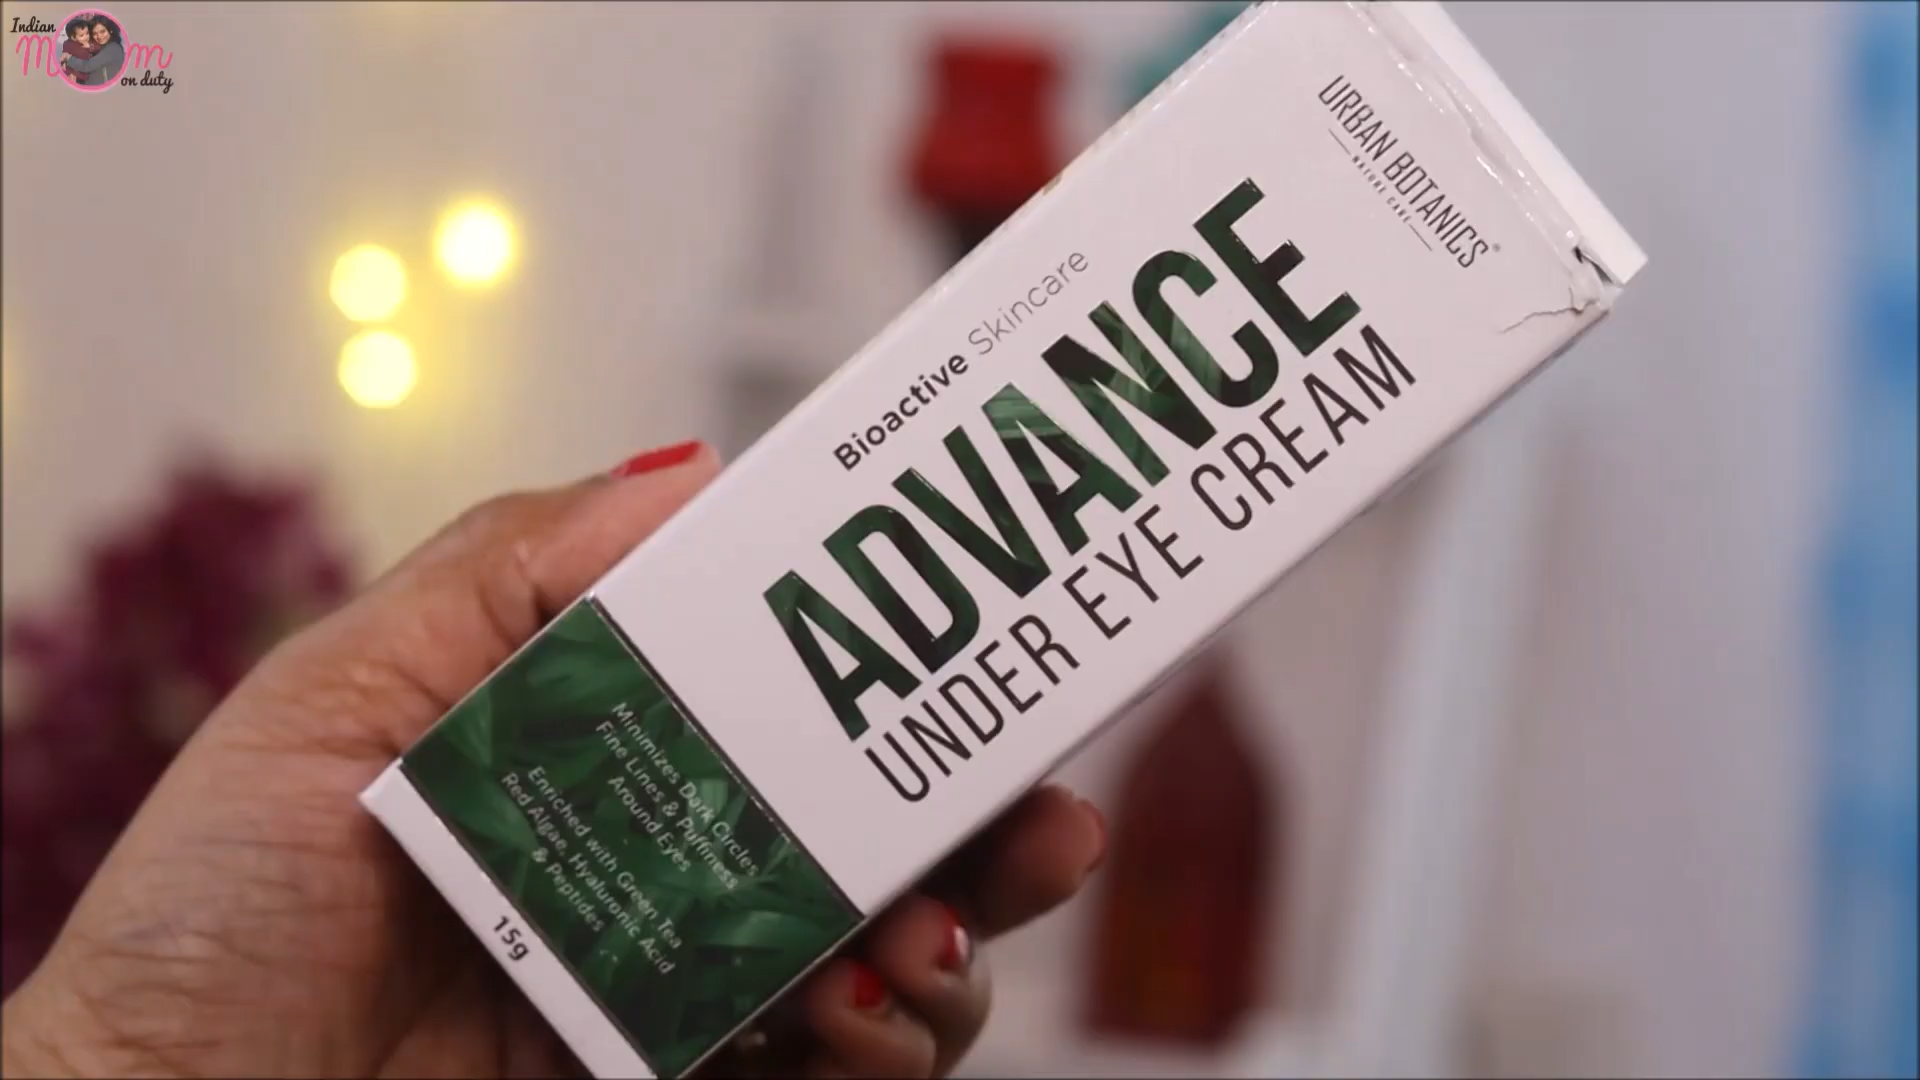 Indian
Mom
on duty
URBAN BOTANICS®
NATURE CARE
Bioactive Skincare
ADVANCE
UNDER EYE CREAM
Minimizes Dark Circles
Fine Lines & Puffiness
Around Eyes
Enriched with Green Tea
Red Algae, Hyaluronic Acid
& Peptides
15g